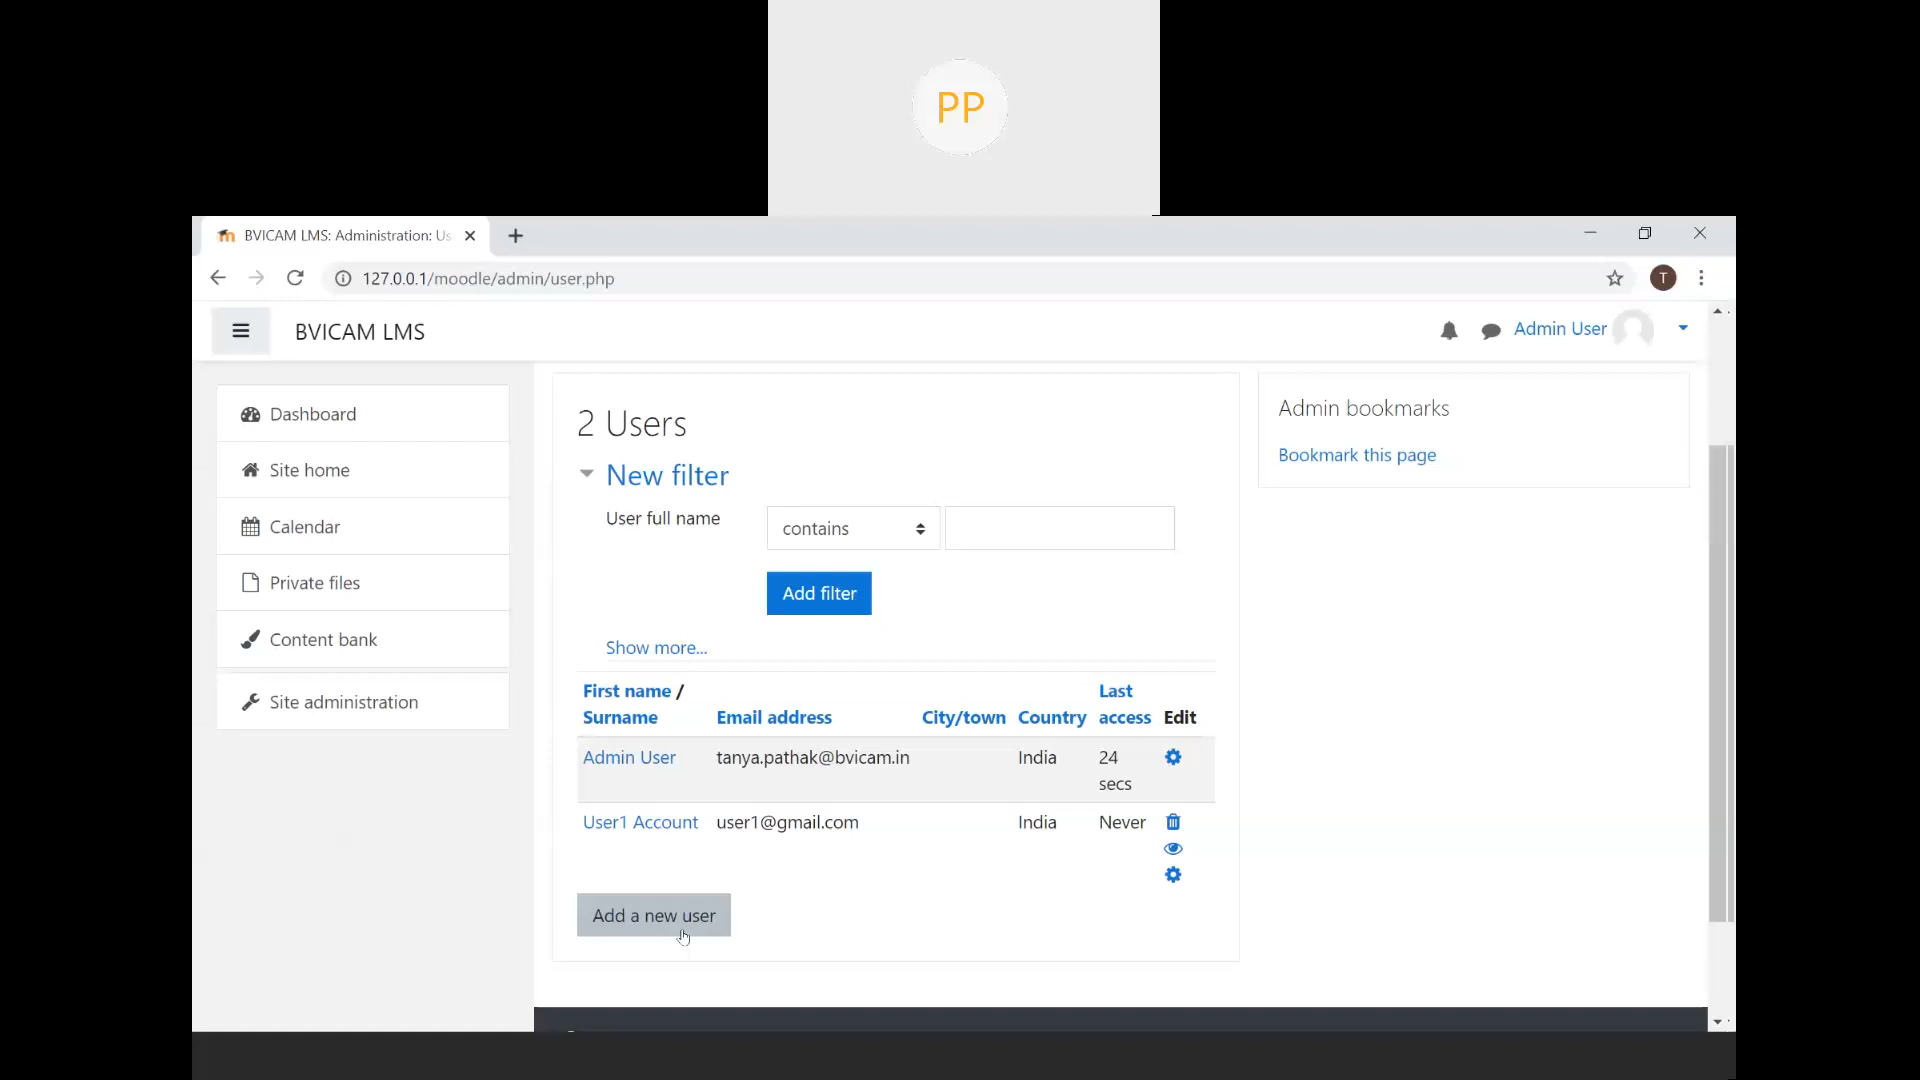 PP
BVICAM LMS: Administration: Us
127.0.0.1/moodle/admin/user.php
T
BVICAM LMS
Admin User
Dashboard
Site home
Calendar
Private files
Content bank
Site administration
2 Users
New filter
User full name contains
Add filter
Show more...
First name / Surname Email address City/town Country Last access Edit
Admin User tanya.pathak@bvicam.in India 24 secs
User1 Account user1@gmail.com India Never
Add a new user
Admin bookmarks
Bookmark this page